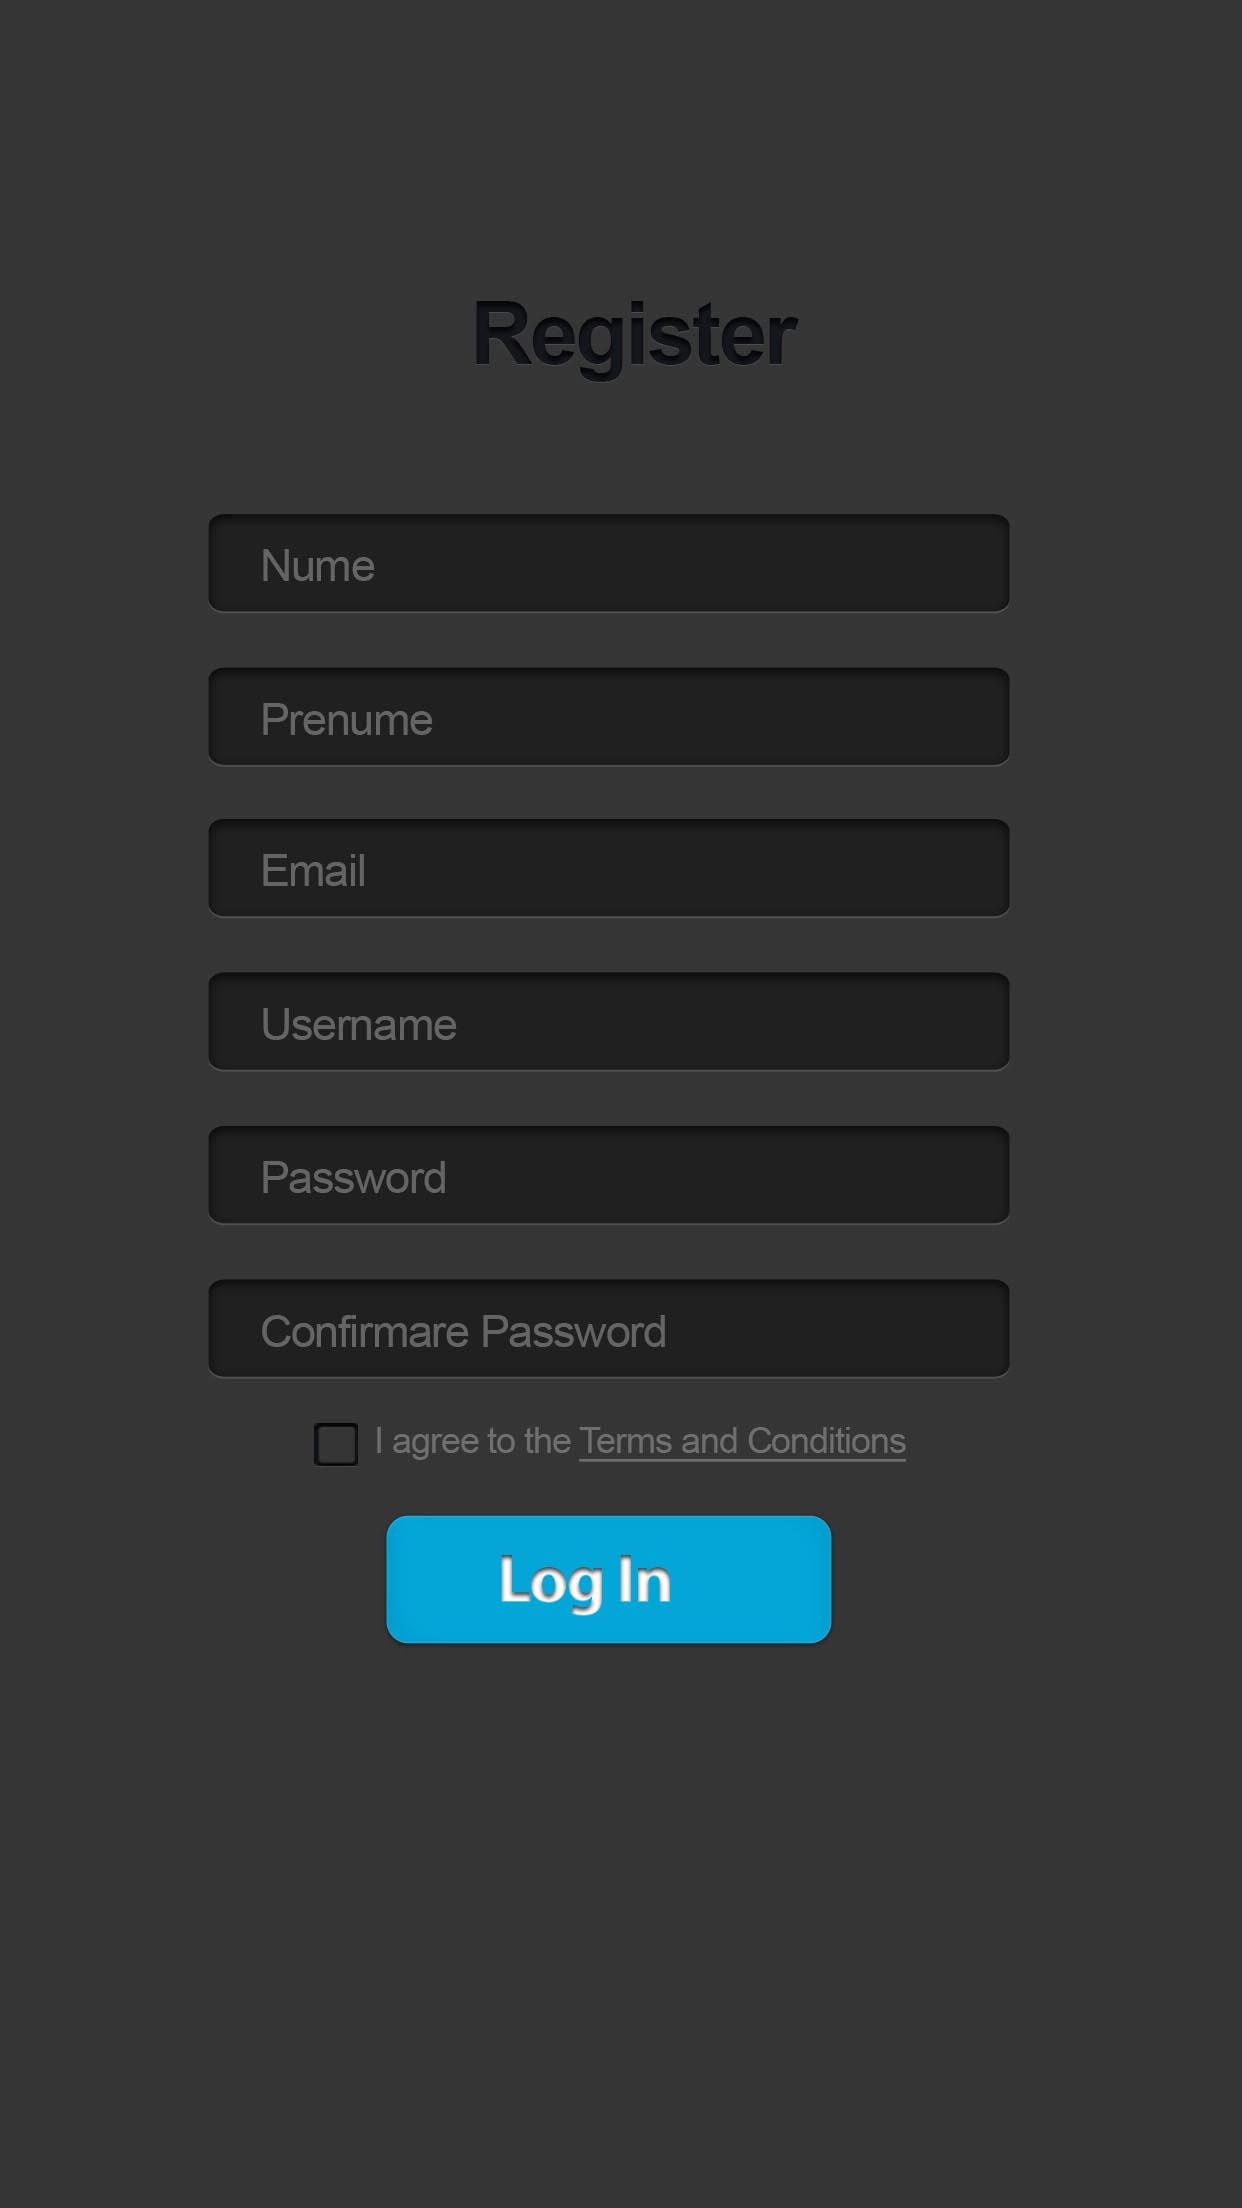 Register
Nume
Prenume
Email
Username
Password
Confirmare Password
I agree to the Terms and Conditions
Log In